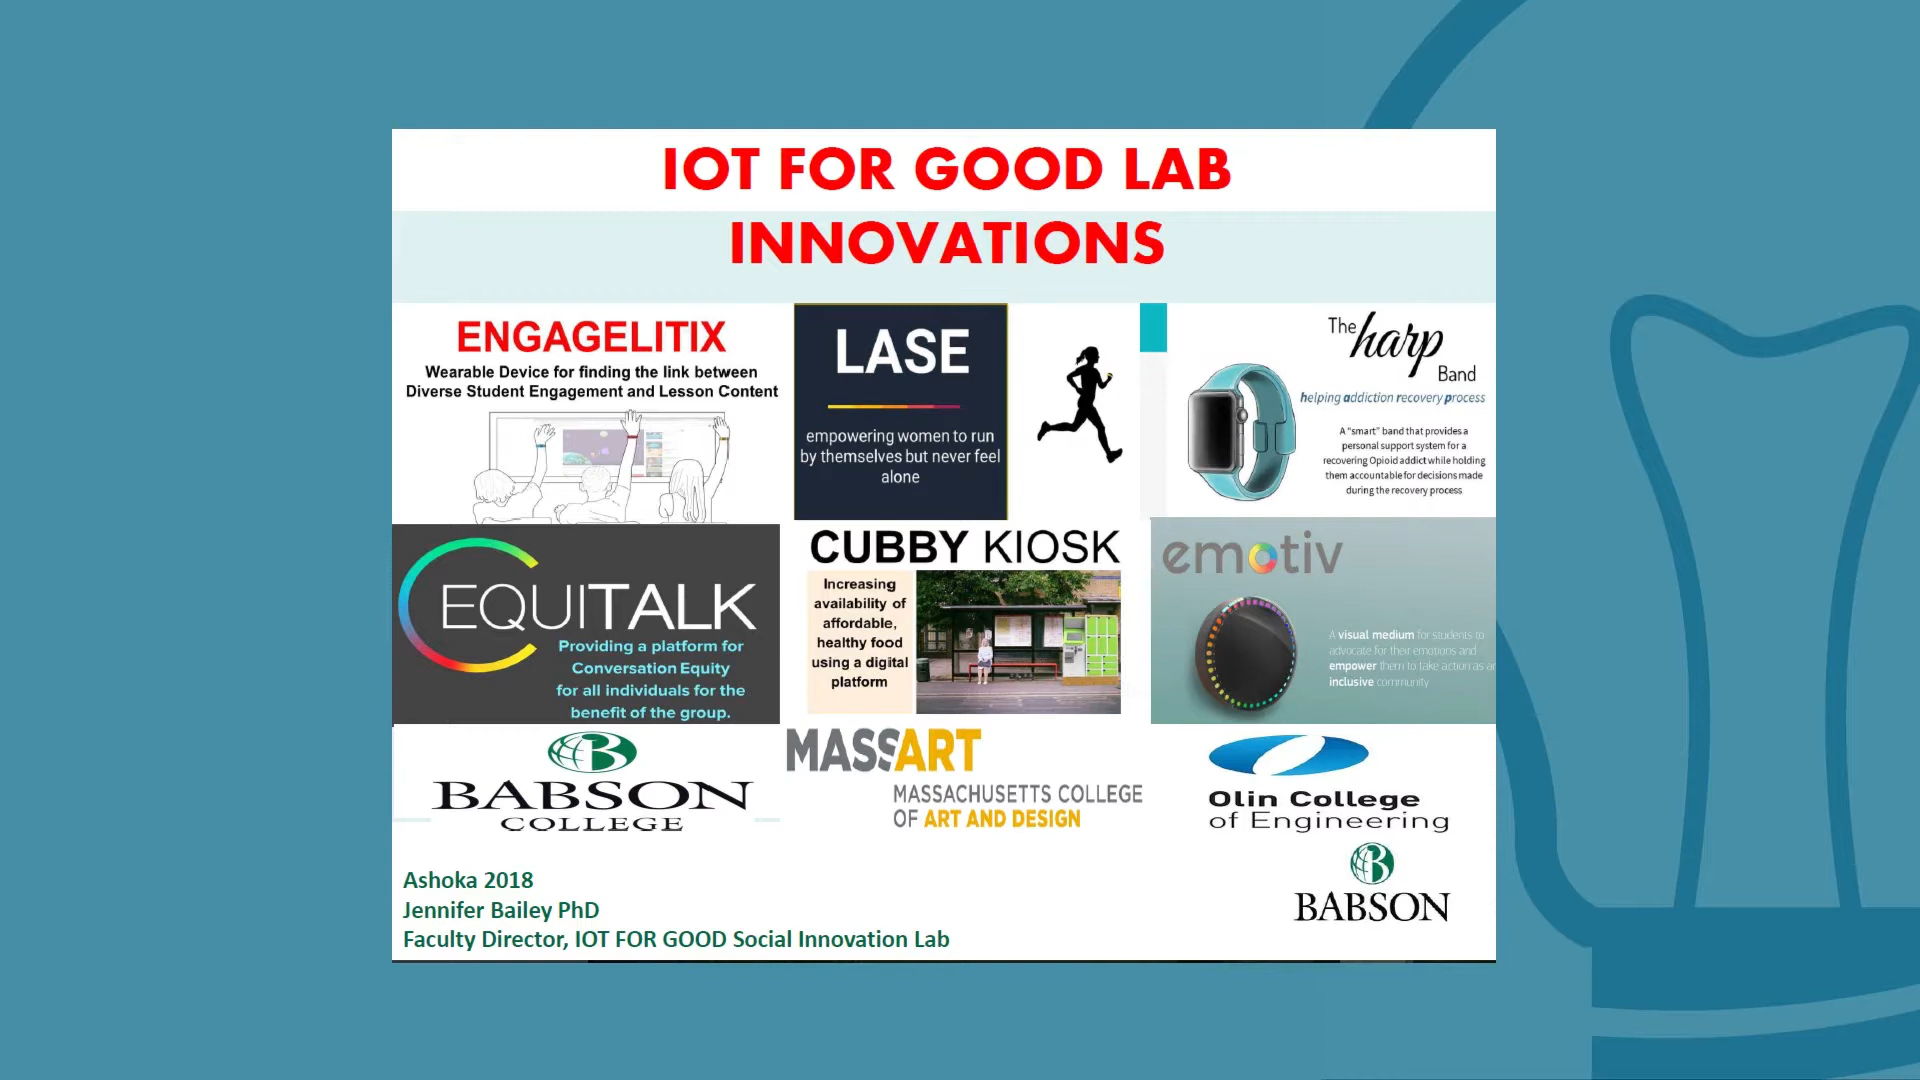 IOT FOR GOOD LAB
INNOVATIONS
ENGAGELITIX
Wearable Device for finding the link between
Diverse Student Engagement and Lesson Content
LASE
empowering women to run
by themselves but never feel
alone
The harp
Band
helping addiction recovery process
A "smart" band that provides a
personal support system for a
recovering Opioid addict while holding
them accountable for decisions made
during the recovery process
EQUITALK
Providing a platform for
Conversation Equity
for all individuals for the
benefit of the group.
CUBBY KIOSK
Increasing
availability of
affordable,
healthy food
using a digital
platform
emotiv
A visual medium for students to
advocate for their emotions and
empower them to take action as an
inclusive community
B
BABSON
COLLEGE
MASSART
MASSACHUSETTS COLLEGE
OF ART AND DESIGN
Olin College
of Engineering
B
BABSON
Ashoka 2018
Jennifer Bailey PhD
Faculty Director, IOT FOR GOOD Social Innovation Lab